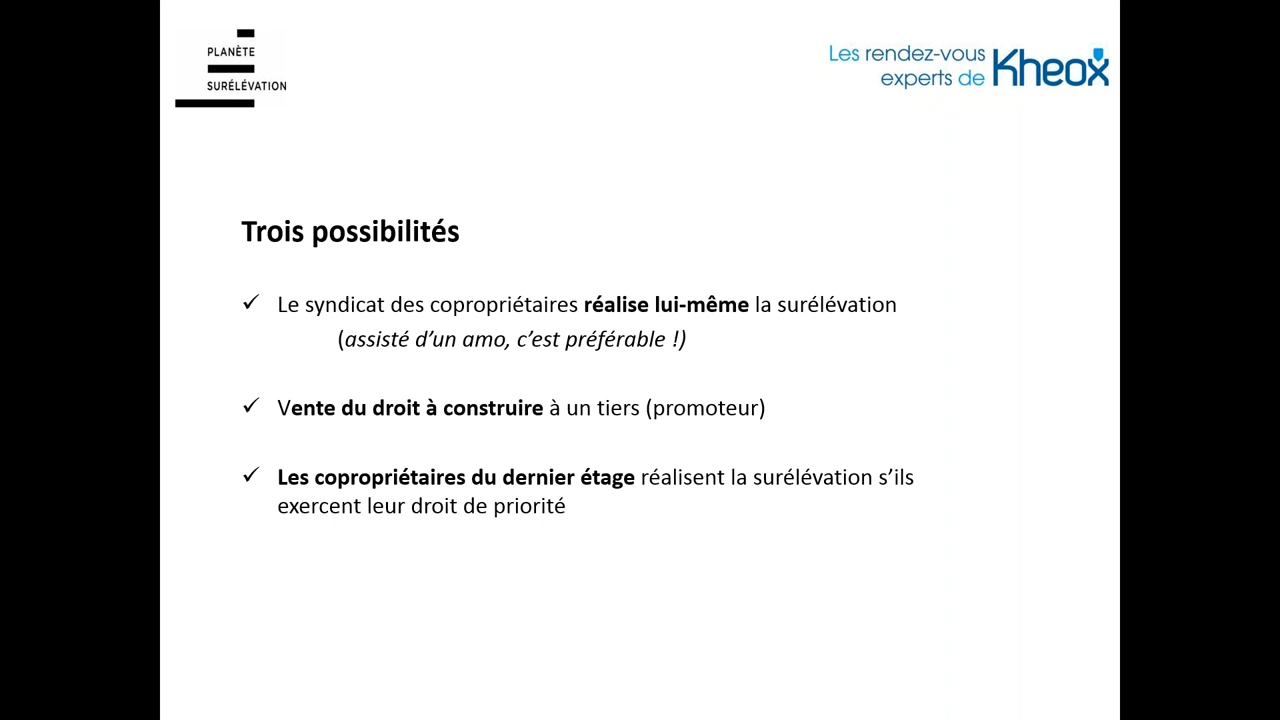 PLANÈTE
SURÉLÉVATION
Les rendez-vous
experts de Kheox
Trois possibilités
✓ Le syndicat des copropriétaires réalise lui-même la surélévation
(assisté d’un amo, c’est préférable !)
✓ Vente du droit à construire à un tiers (promoteur)
✓ Les copropriétaires du dernier étage réalisent la surélévation s’ils
exercent leur droit de priorité